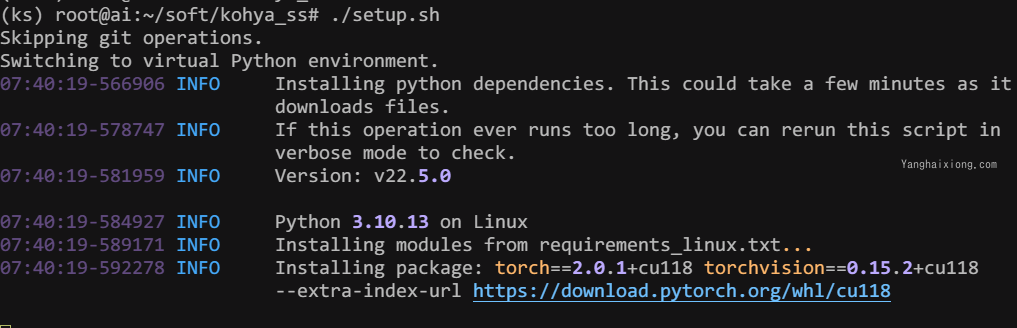 (ks) root@ai:~/soft/kohya_ss# ./setup.sh
Skipping git operations.
Switching to virtual Python environment.
07:40:19-566906 INFO     Installing python dependencies. This could take a few minutes as it
                         downloads files.
07:40:19-578747 INFO     If this operation ever runs too long, you can rerun this script in
                         verbose mode to check.
Yanghaixiong.com
07:40:19-581959 INFO     Version: v22.5.0
07:40:19-584927 INFO     Python 3.10.13 on Linux
07:40:19-589171 INFO     Installing modules from requirements_linux.txt...
07:40:19-592278 INFO     Installing package: torch==2.0.1+cu118 torchvision==0.15.2+cu118
                         --extra-index-url https://download.pytorch.org/whl/cu118